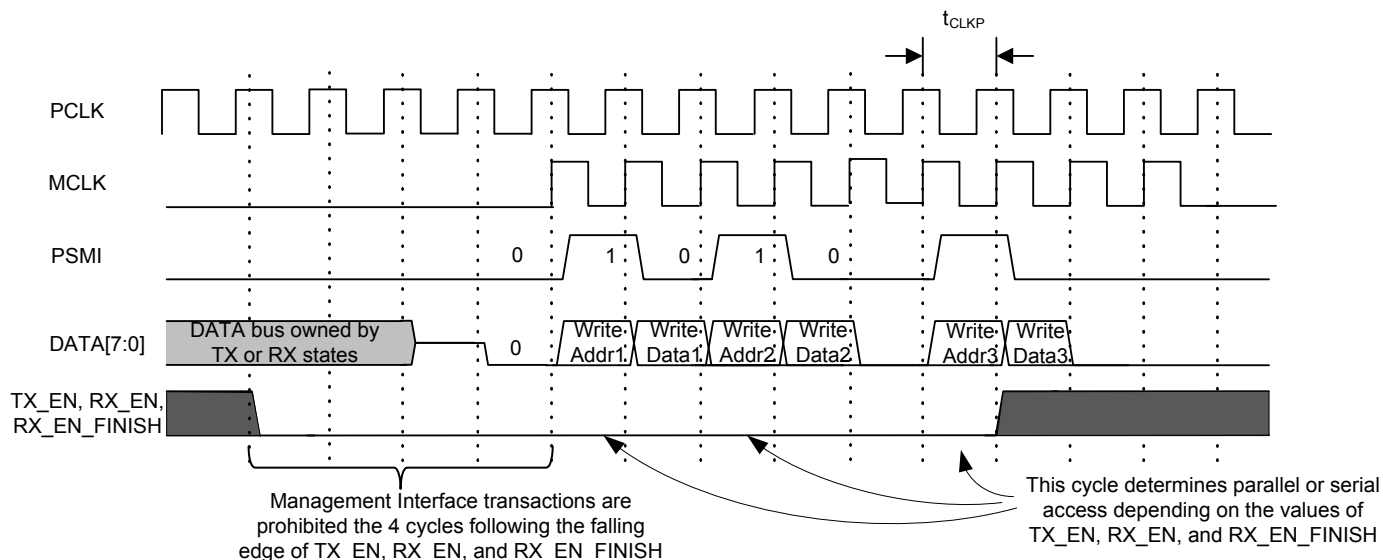 tCLKP
PCLK
MCLK
PSMI
0 1 0 1 0
DATA[7:0]
DATA bus owned by
TX or RX states
0
Write
Addr1
Write
Data1
Write
Addr2
Write
Data2
Write
Addr3
Write
Data3
TX_EN, RX_EN,
RX_EN_FINISH
Management Interface transactions are
prohibited the 4 cycles following the falling
edge of TX_EN, RX_EN, and RX_EN_FINISH
This cycle determines parallel or serial
access depending on the values of
TX_EN, RX_EN, and RX_EN_FINISH